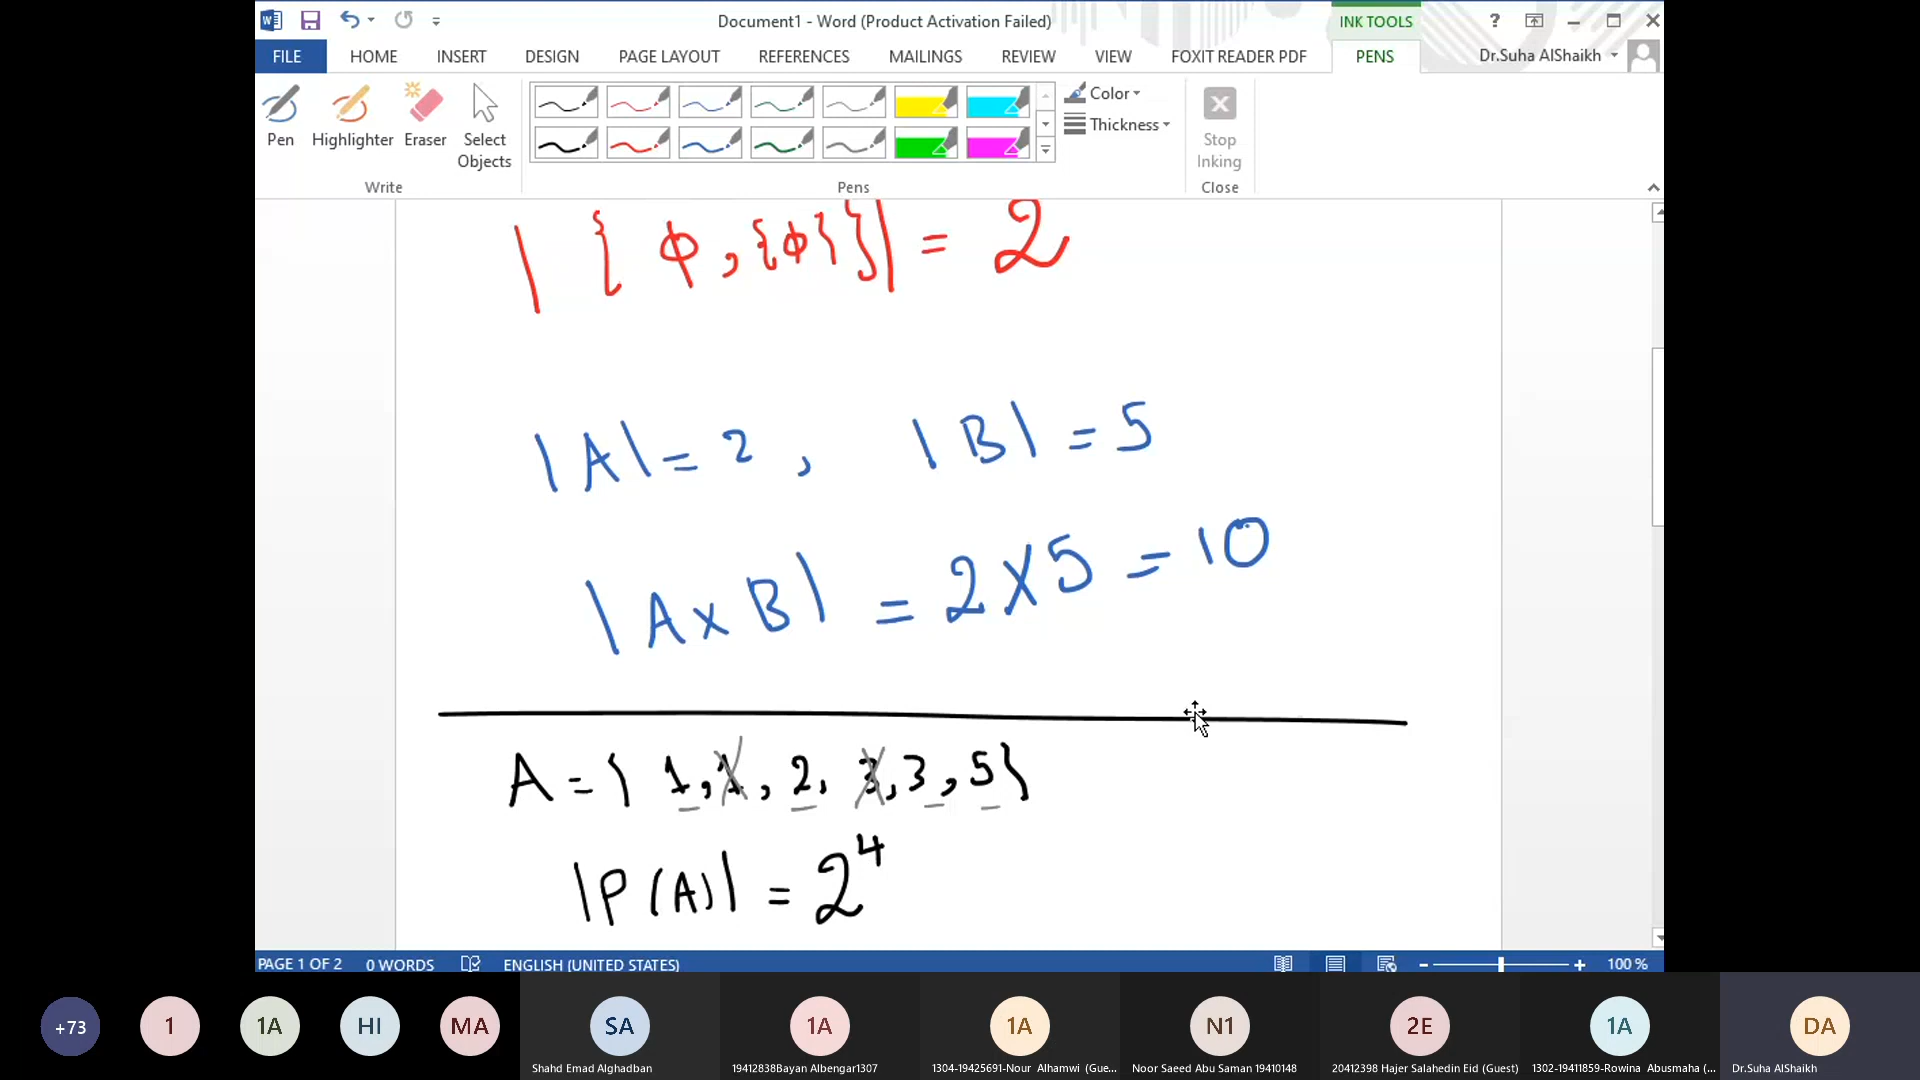 Document1 - Word (Product Activation Failed)
INK TOOLS
?
FILE HOME INSERT DESIGN PAGE LAYOUT REFERENCES MAILINGS REVIEW VIEW FOXIT READER PDF PENS Dr.Suha AlShaikh
Pen Highlighter Eraser Select Objects
Color
Thickness
Stop Inking
Write Pens Close
| { Φ , {Φ} } | = 2
|A| = 2 , |B| = 5
|A x B| = 2 X 5 = 10
A = { 1, 1, 2, 3, 3, 5}
|P(A)| = 2⁴
PAGE 1 OF 2 0 WORDS ENGLISH (UNITED STATES) 100 %
+73 1 1A HI MA SA 1A 1A N1 2E 1A DA
Shahd Emad Alghadban 19412838Bayan Albengar1307 1304-19425691-Nour Alhamwi (Gue... Noor Saeed Abu Saman 19410148 20412398 Hajer Salahedin Eid (Guest) 1302-19411859-Rowina Abusmaha (... Dr.Suha AlShaikh